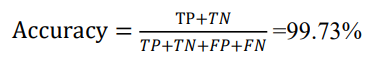 Accuracy = TP+TN / TP+TN+FP+FN =99.73%